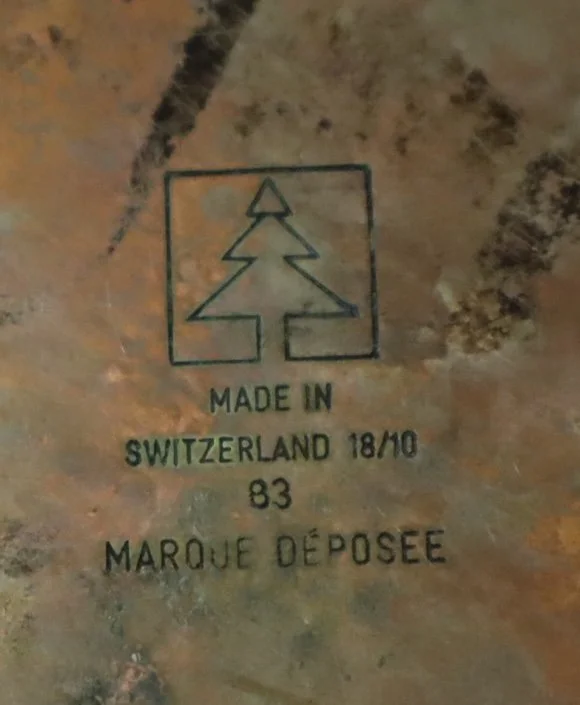 MADE IN
SWITZERLAND 18/10
83
MARQUE DÉPOSEE